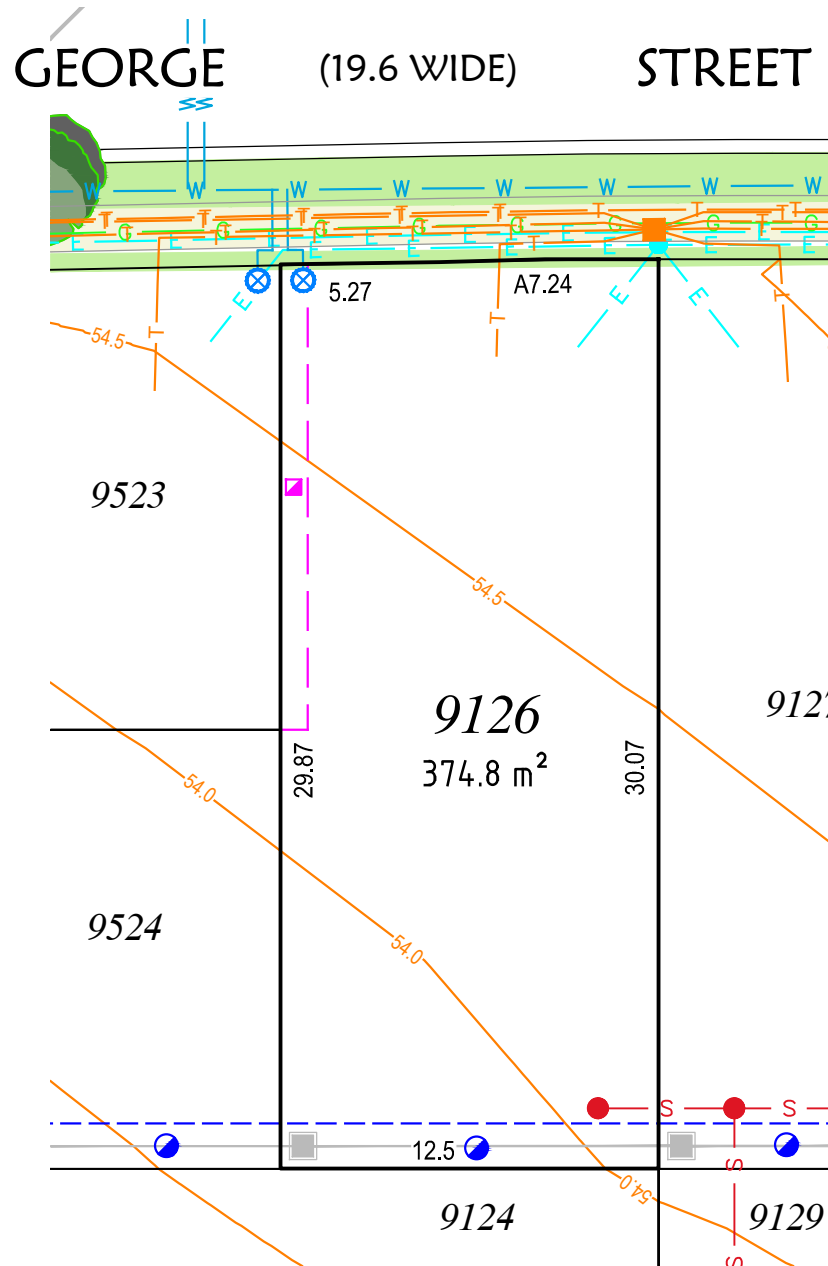 GEORGE (19.6 WIDE) STREET
W W W W W W W W
T T T T T T T T T
G G G G G G
E E E E E E E E E
5.27 A7.24
E E E
T T T
54.5
9523
54.5
9126
9127
374.8 m²
29.87 30.07
54.0
9524
54.0
S S
12.5
S
54.0
9124 9129
S